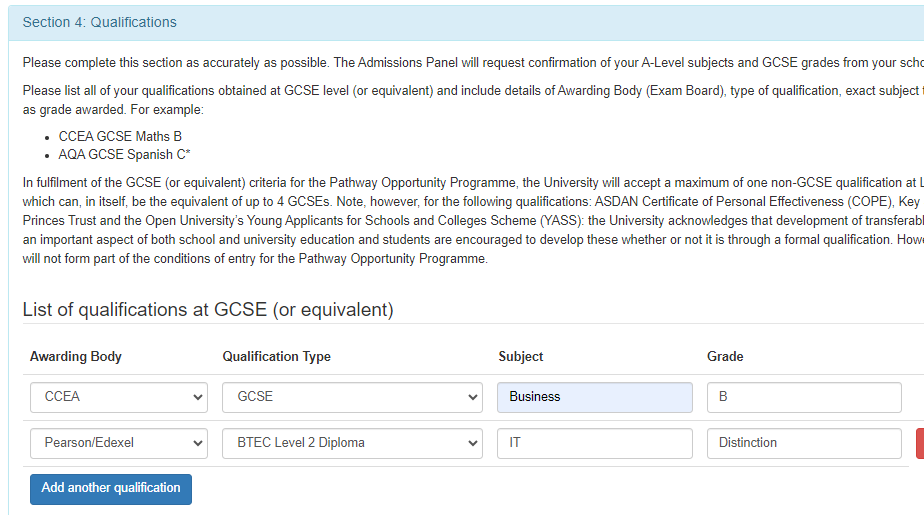 Section 4: Qualifications
Please complete this section as accurately as possible. The Admissions Panel will request confirmation of your A-Level subjects and GCSE grades from your
Please list all of your qualifications obtained at GCSE level (or equivalent) and include details of Awarding Body (Exam Board), type of qualification, exact subject
as grade awarded. For example:
• CCEA GCSE Maths B
• AQA GCSE Spanish C*
In fulfilment of the GCSE (or equivalent) criteria for the Pathway Opportunity Programme, the University will accept a maximum of one non-GCSE qualification at
which can, in itself, be the equivalent of up to 4 GCSEs. Note, however, for the following qualifications: ASDAN Certificate of Personal Effectiveness (COPE), Key
Princes Trust and the Open University's Young Applicants for Schools and Colleges Scheme (YASS): the University acknowledges that development of
an important aspect of both school and university education and students are encouraged to develop these whether or not it is through a formal qualification.
will not form part of the conditions of entry for the Pathway Opportunity Programme.
List of qualifications at GCSE (or equivalent)
Awarding Body Qualification Type Subject Grade
CCEA GCSE Business B
Pearson/Edexel BTEC Level 2 Diploma IT Distinction
Add another qualification